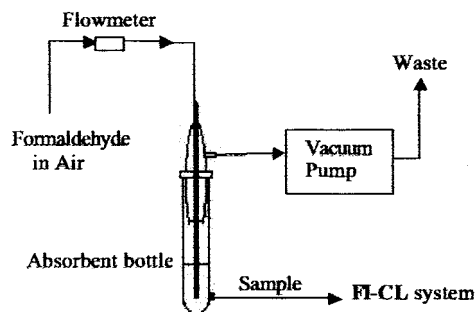 Flowmeter
Waste
Formaldehyde
in Air
Vacuum
Pump
Absorbent bottle
Sample
FI-CL system